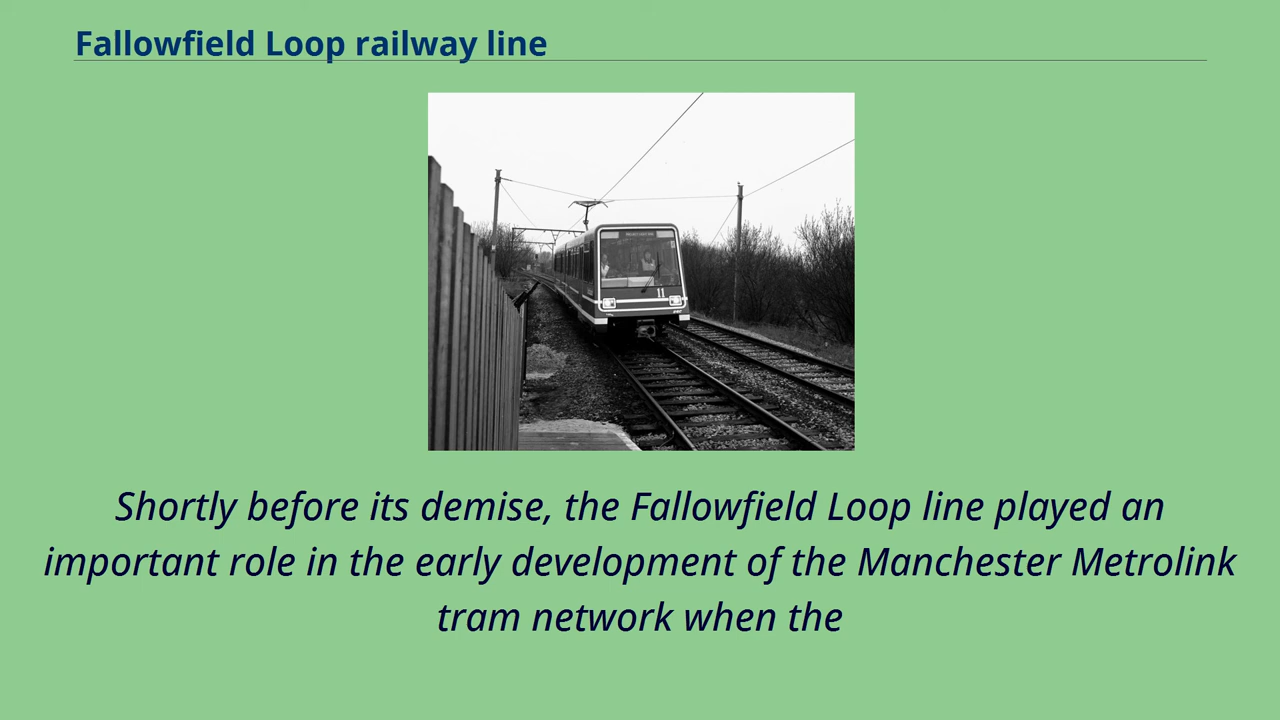 Fallowfield Loop railway line
11
Shortly before its demise, the Fallowfield Loop line played an
important role in the early development of the Manchester Metrolink
tram network when the